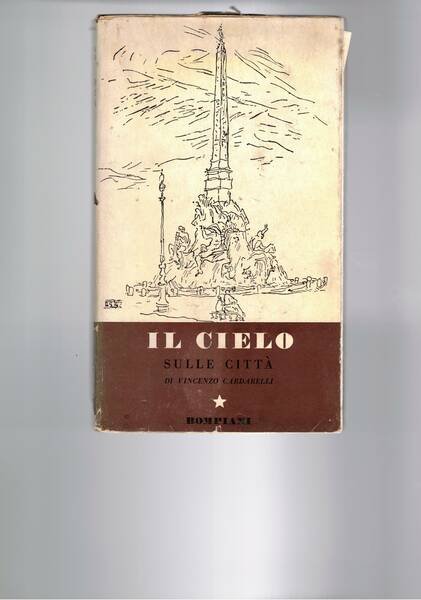 IL CIELO
SULLE CITTÀ
DI VINCENZO CARDARELLI
BOMPIANI